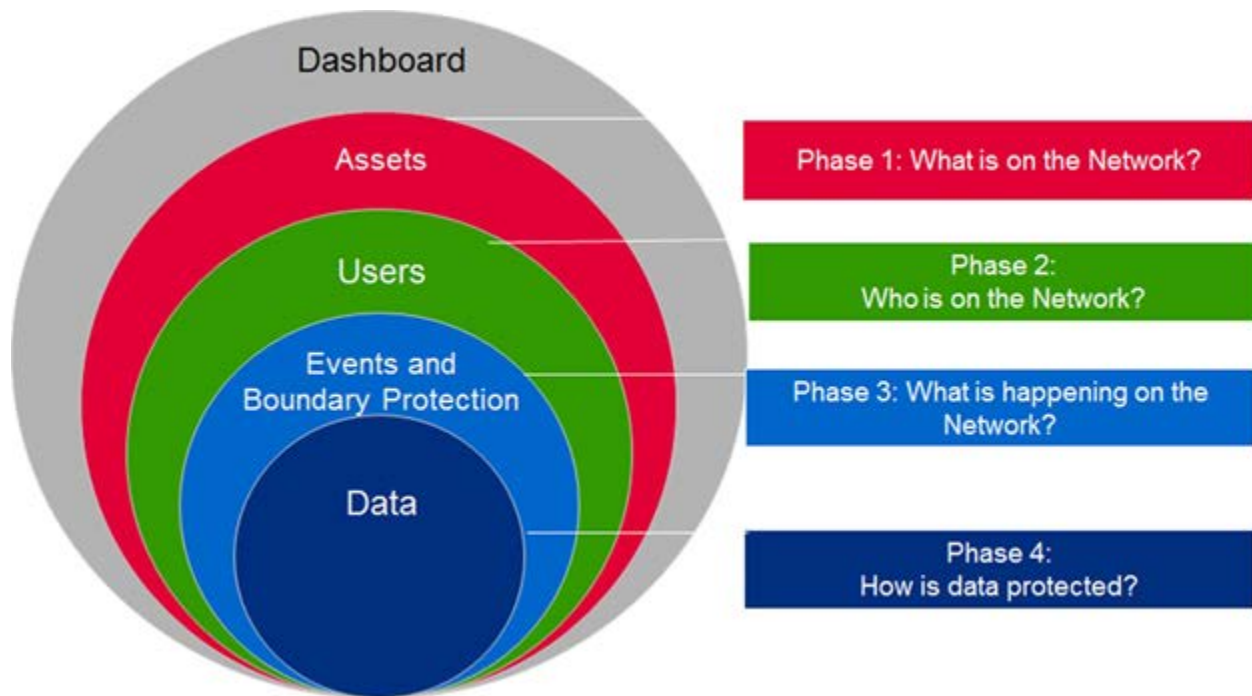 Dashboard
Assets
Users
Events and
Boundary Protection
Data
Phase 1: What is on the Network?
Phase 2:
Who is on the Network?
Phase 3: What is happening on the
Network?
Phase 4:
How is data protected?